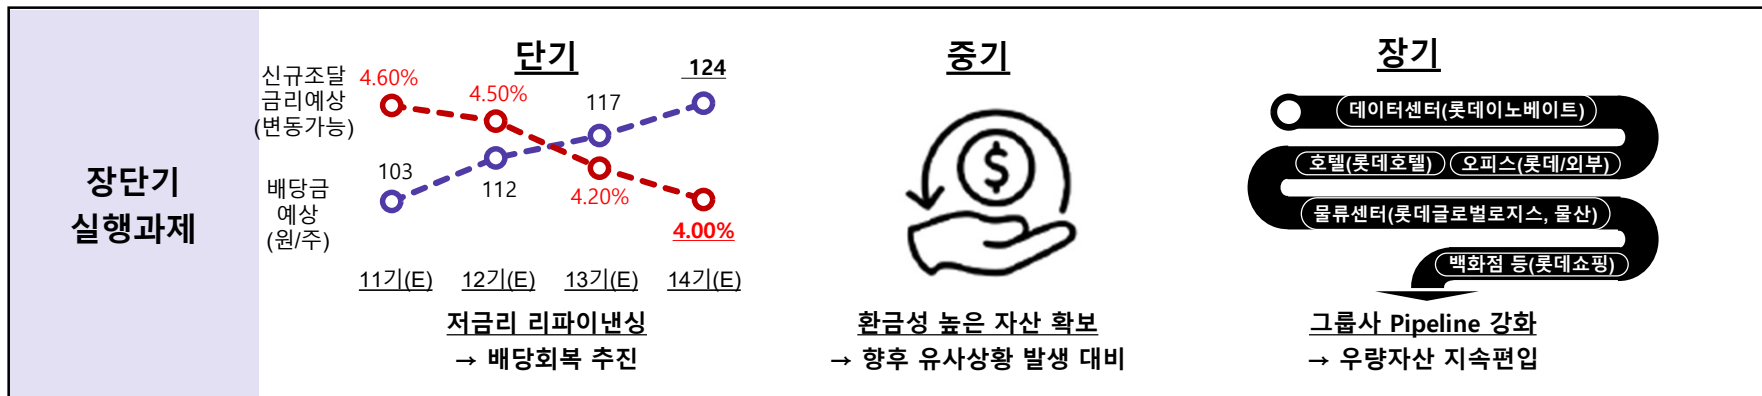 장단기
실행과제
단기
신규조달
금리예상
(변동가능)
4.60%
4.50%
117
124
103
112
4.20%
4.00%
배당금
예상
(원/주)
11기(E) 12기(E) 13기(E) 14기(E)
저금리 리파이낸싱
→ 배당회복 추진
중기
$
환금성 높은 자산 확보
→ 향후 유사상황 발생 대비
장기
데이터센터(롯데이노베이트)
호텔(롯데호텔) 오피스(롯데/외부)
물류센터(롯데글로벌로지스, 물산)
백화점 등(롯데쇼핑)
그룹사 Pipeline 강화
→ 우량자산 지속편입